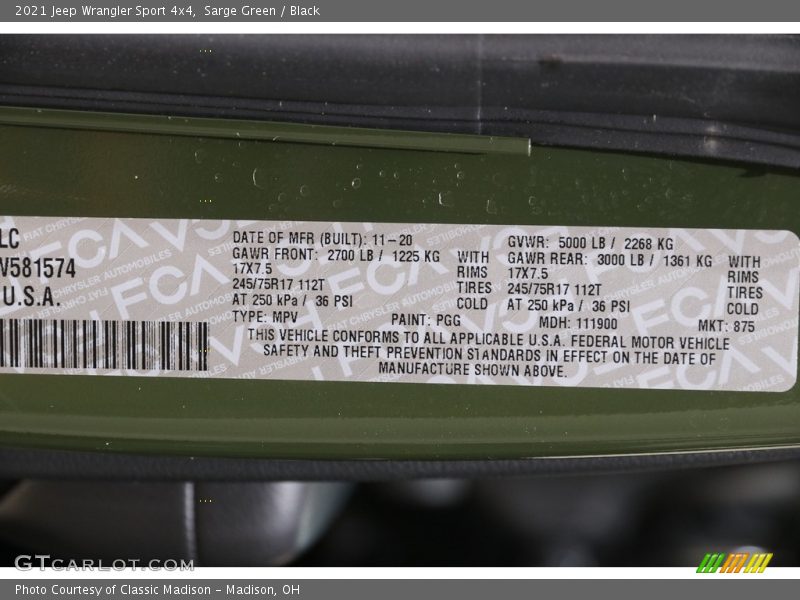 2021 Jeep Wrangler Sport 4x4, Sarge Green / Black
LC
W581574
U.S.A.
DATE OF MFR (BUILT): 11-20
GAWR FRONT: 2700 LB / 1225 KG WITH
17X7.5 RIMS
245/75R17 112T TIRES
AT 250 kPa / 36 PSI COLD
GVWR: 5000 LB / 2268 KG
GAWR REAR: 3000 LB / 1361 KG WITH
17X7.5 RIMS
245/75R17 112T TIRES
AT 250 kPa / 36 PSI COLD
TYPE: MPV PAINT: PGG MDH: 111900 MKT: 875
THIS VEHICLE CONFORMS TO ALL APPLICABLE U.S.A. FEDERAL MOTOR VEHICLE
SAFETY AND THEFT PREVENTION STANDARDS IN EFFECT ON THE DATE OF
MANUFACTURE SHOWN ABOVE.
GTCARLOT.COM
Photo Courtesy of Classic Madison - Madison, OH